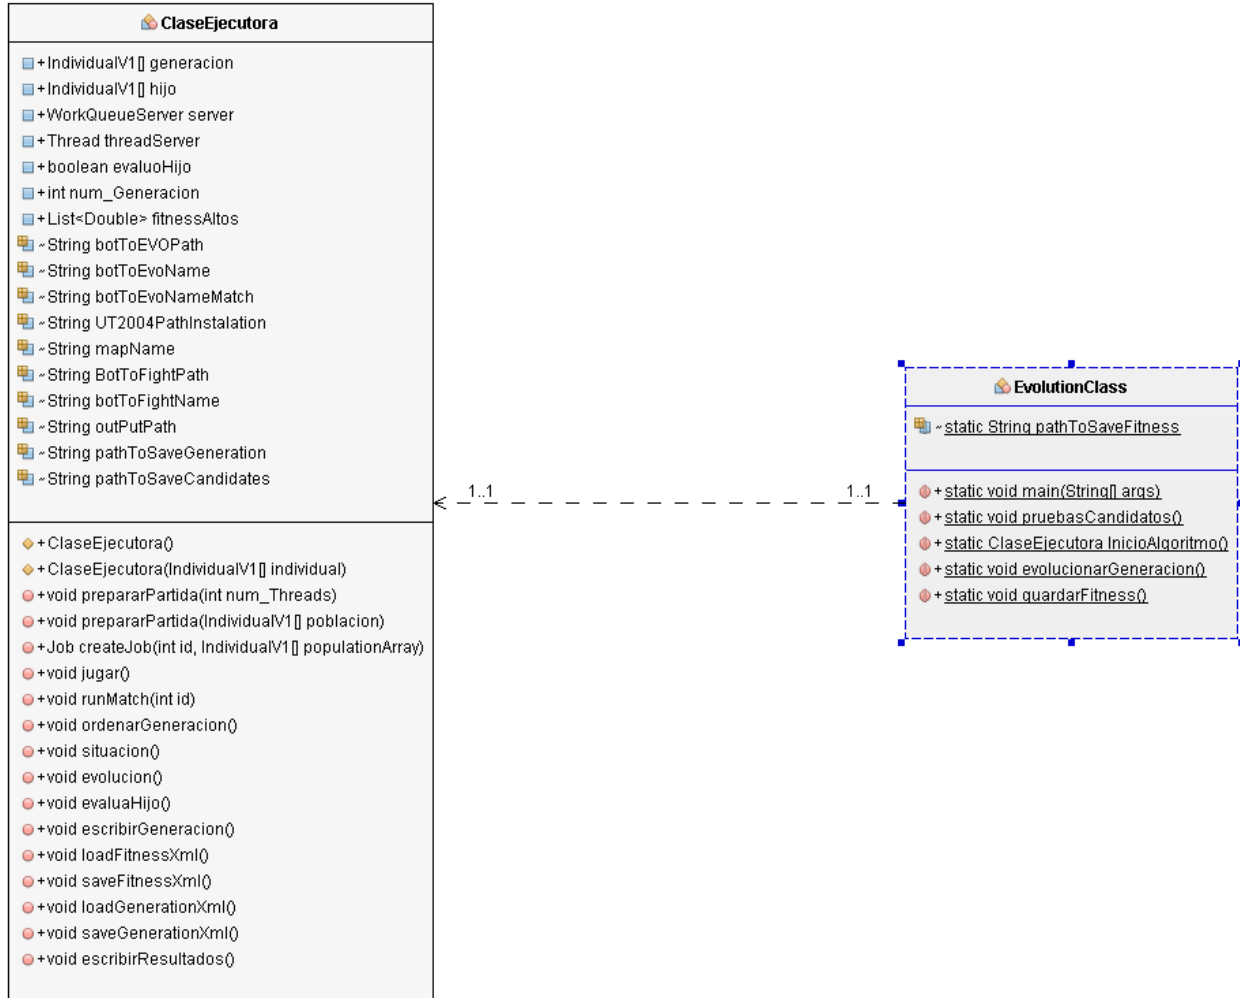 ClaseEjecutora
+IndividualV1[] generacion
+IndividualV1[] hijo
+WorkQueueServer server
+Thread threadServer
+boolean evaluoHijo
+int num_Generacion
+List<Double> fitnessAltos
~String botToEVOPath
~String botToEvoName
~String botToEvoNameMatch
~String UT2004PathInstalation
~String mapName
~String BotToFightPath
~String botToFightName
~String outPutPath
~String pathToSaveGeneration
~String pathToSaveCandidates
+ClaseEjecutora()
+ClaseEjecutora(IndividualV1[] individual)
+void prepararPartida(int num_Threads)
+void prepararPartida(IndividualV1[] poblacion)
+Job createJob(int id, IndividualV1[] populationArray)
+void jugar()
+void runMatch(int id)
+void ordenarGeneracion()
+void situacion()
+void evolucion()
+void evaluaHijo()
+void escribirGeneracion()
+void loadFitnessXml()
+void saveFitnessXml()
+void loadGenerationXml()
+void saveGenerationXml()
+void escribirResultados()
1..1
1..1
EvolutionClass
~static String pathToSaveFitness
+static void main(String[] args)
+static void pruebasCandidatos()
+static ClaseEjecutora InicioAlgoritmo()
+static void evolucionarGeneracion()
+static void guardarFitness()